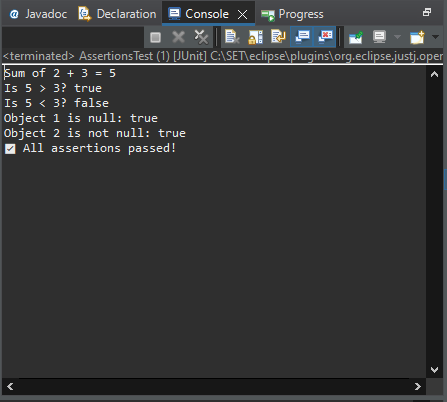 @ Javadoc Declaration Console Progress
<terminated> AssertionsTest (1) [JUnit] C:\SET\eclipse\plugins\org.eclipse.justj.oper
Sum of 2 + 3 = 5
Is 5 > 3? true
Is 5 < 3? false
Object 1 is null: true
Object 2 is not null: true
☑ All assertions passed!